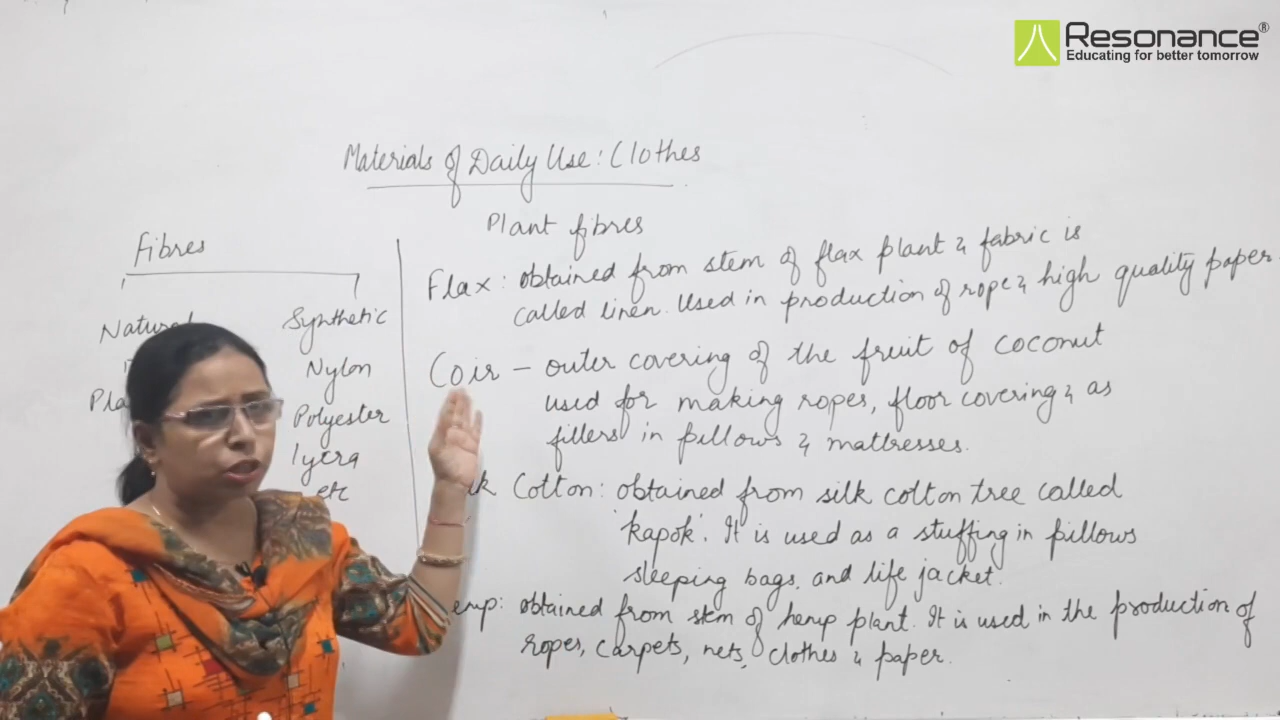 Resonance®
Educating for better tomorrow
Materials of Daily Use: Clothes
Fibres
Natural
Synthetic
Nylon
Polyester
lycra
etc
Plant fibres
Flax: obtained from stem of flax plant & fabric is
called linen. Used in production of rope & high quality paper.
Coir – outer covering of the fruit of coconut
used for making ropes, floor covering & as
fillers in pillows & mattresses.
Cotton: obtained from silk cotton tree called
'kapok'. It is used as a stuffing in pillows
sleeping bags, and life jacket.
obtained from stem of hemp plant. It is used in the production of
ropes, carpets, nets, clothes & paper.